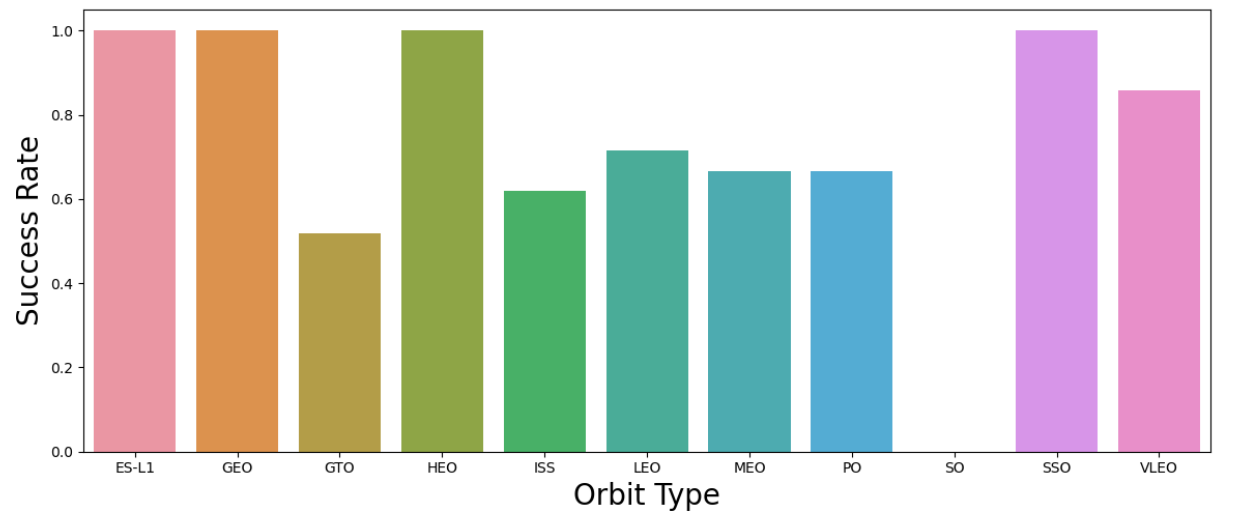 1.0
0.8
0.6
0.4
0.2
0.0
Success Rate
ES-L1 GEO GTO HEO ISS LEO MEO PO SO SSO VLEO
Orbit Type